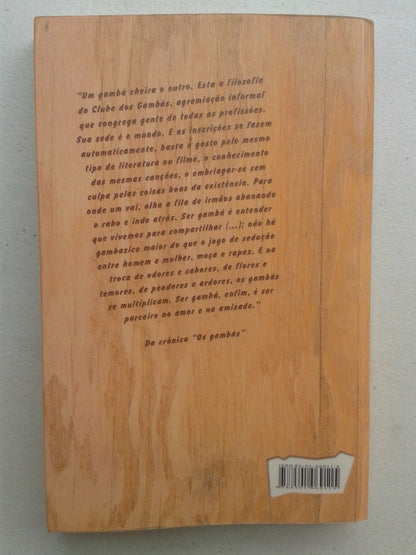 "Um gambá cheira o outro. Esta a filosofia
do Clube dos Gambás, agremiação informal
que congrega gente de todas as profissões.
Sua sede é o mundo. E as inscrições se fazem
automaticamente, basta o gosto pelo mesmo
tipo de literatura ou filme, o conhecimento
das mesmas canções, o embriagar-se sem
culpa pelas coisas boas da existência. Para
onde um vai, olha a fila de irmãos abanando
o rabo e indo atrás. Ser gambá é entender
que vivemos para compartilhar (...); não há
gambazice maior do que o jogo de sedução
entre homem e mulher, moça e rapaz. E na
troca de odores e sabores, de flores e
temores, de pendores e ardores, os gambás
se multiplicam. Ser gambá, enfim, é ser
parceiro no amor e na amizade."
Da crônica "Os gambás"